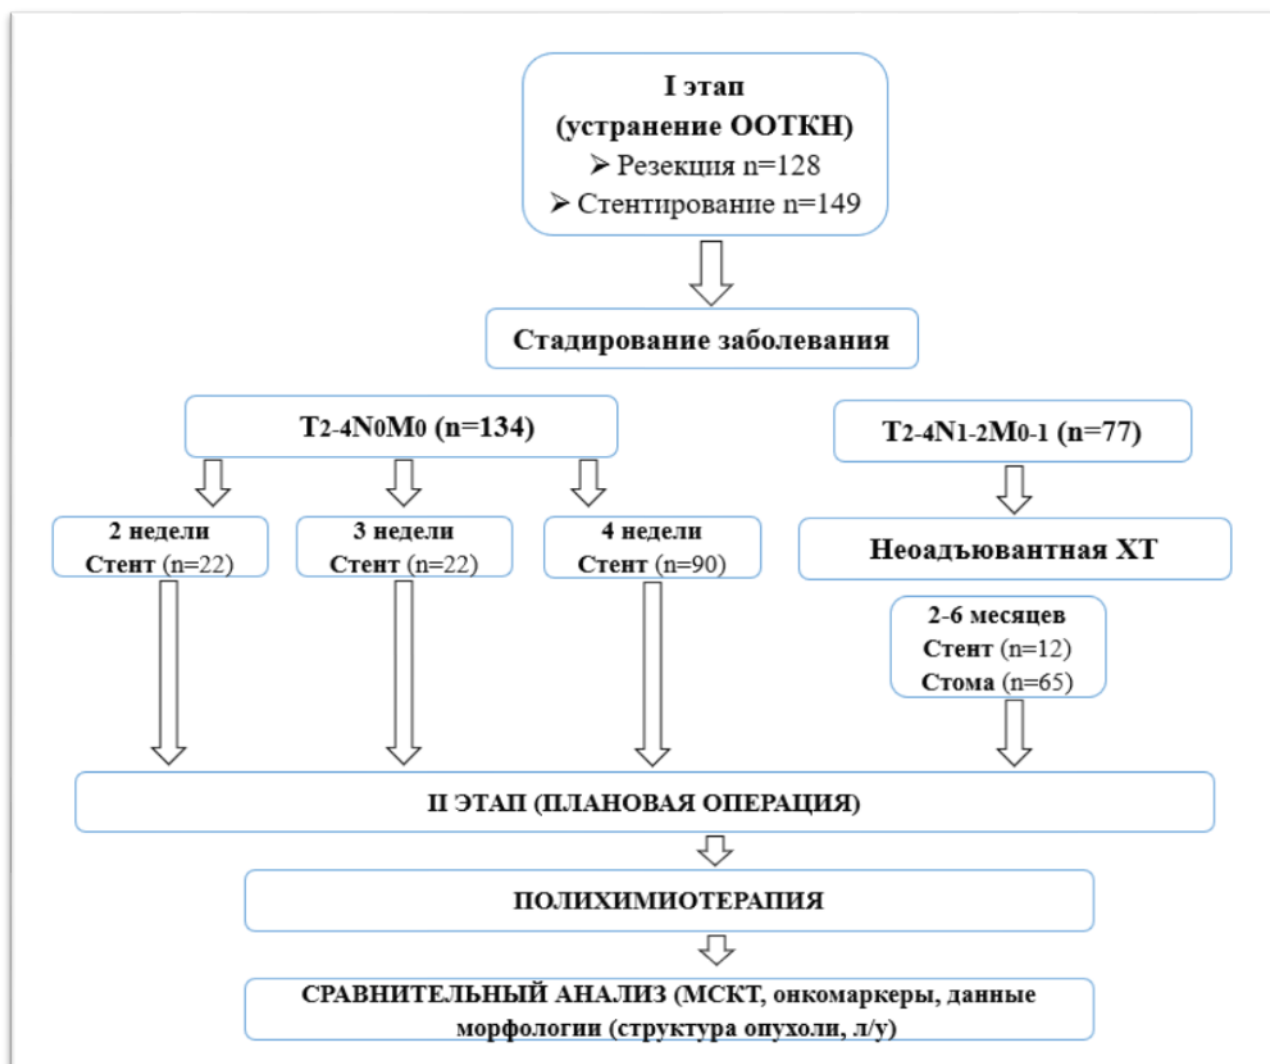 I этап
(устранение ООТКН)
➢ Резекция n=128
➢ Стентирование n=149
Стадирование заболевания
T2-4N0M0 (n=134)
T2-4N1-2M0-1 (n=77)
2 недели
Стент (n=22)
3 недели
Стент (n=22)
4 недели
Стент (n=90)
Неоадъювантная ХТ
2-6 месяцев
Стент (n=12)
Стома (n=65)
II ЭТАП (ПЛАНОВАЯ ОПЕРАЦИЯ)
ПОЛИХИМИОТЕРАПИЯ
СРАВНИТЕЛЬНЫЙ АНАЛИЗ (МСКТ, онкомаркеры, данные
морфологии (структура опухоли, л/у)